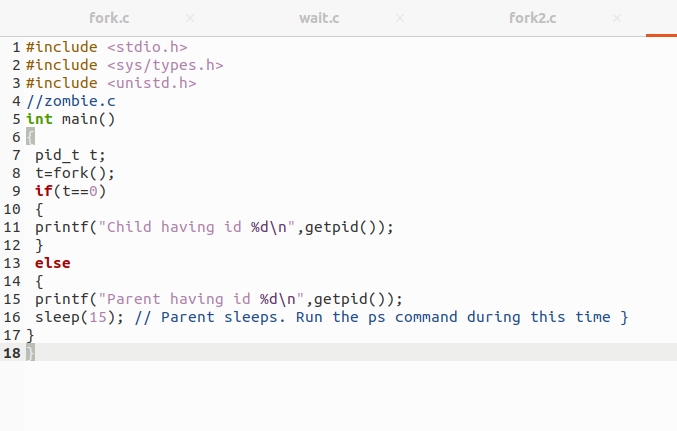 fork.c × wait.c × fork2.c ×
1 #include <stdio.h>
2 #include <sys/types.h>
3 #include <unistd.h>
4 //zombie.c
5 int main()
6 {
7 pid_t t;
8 t=fork();
9 if(t==0)
10 {
11 printf("Child having id %d\n",getpid());
12 }
13 else
14 {
15 printf("Parent having id %d\n",getpid());
16 sleep(15); // Parent sleeps. Run the ps command during this time }
17 }
18 }